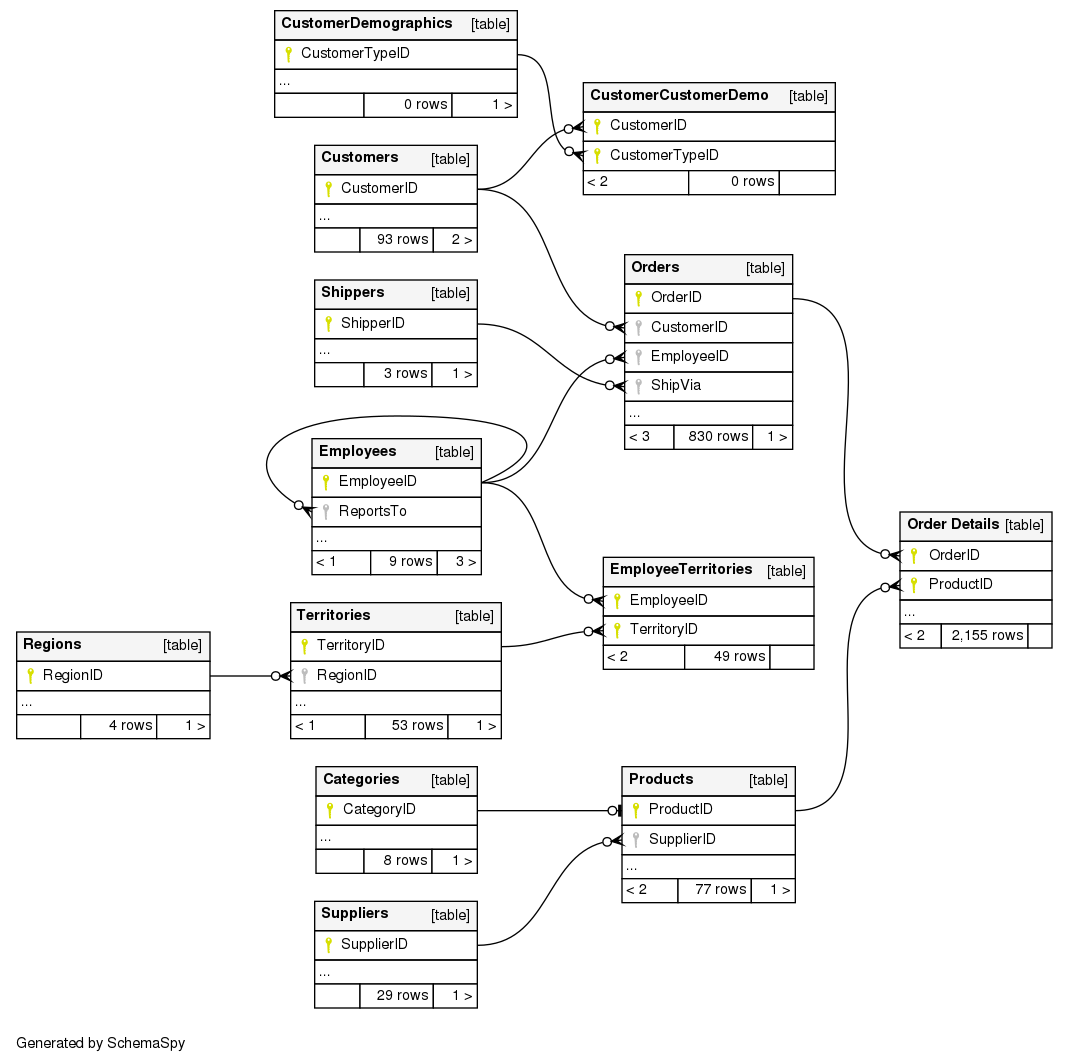 CustomerDemographics [table]
CustomerTypeID
...
0 rows 1 >
CustomerCustomerDemo [table]
CustomerID
CustomerTypeID
< 2 0 rows
Customers [table]
CustomerID
...
93 rows 2 >
Shippers [table]
ShipperID
...
3 rows 1 >
Orders [table]
OrderID
CustomerID
EmployeeID
ShipVia
...
< 3 830 rows 1 >
Employees [table]
EmployeeID
ReportsTo
...
< 1 9 rows 3 >
Order Details [table]
OrderID
ProductID
...
< 2 2,155 rows
EmployeeTerritories [table]
EmployeeID
TerritoryID
< 2 49 rows
Territories [table]
TerritoryID
RegionID
...
< 1 53 rows 1 >
Regions [table]
RegionID
...
4 rows 1 >
Categories [table]
CategoryID
...
8 rows 1 >
Products [table]
ProductID
SupplierID
...
< 2 77 rows 1 >
Suppliers [table]
SupplierID
...
29 rows 1 >
Generated by SchemaSpy